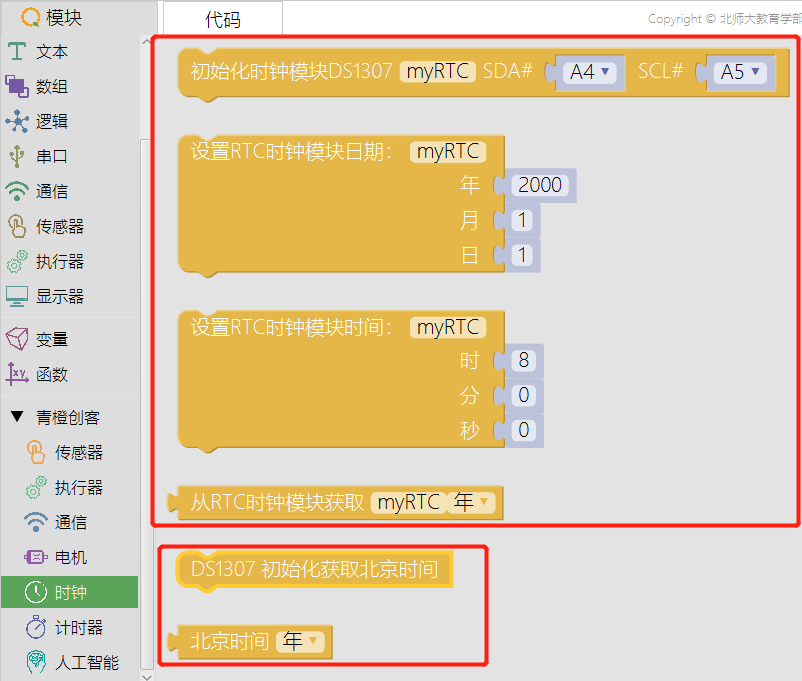 模块
代码
Copyright © 北师大教育学部
文本
数组
逻辑
串口
通信
传感器
执行器
显示器
变量
函数
青橙创客
传感器
执行器
通信
电机
时钟
计时器
人工智能
初始化时钟模块DS1307 myRTC SDA# A4 SCL# A5
设置RTC时钟模块日期： myRTC
年 2000
月 1
日 1
设置RTC时钟模块时间： myRTC
时 8
分 0
秒 0
从RTC时钟模块获取 myRTC 年
DS1307 初始化获取北京时间
北京时间 年